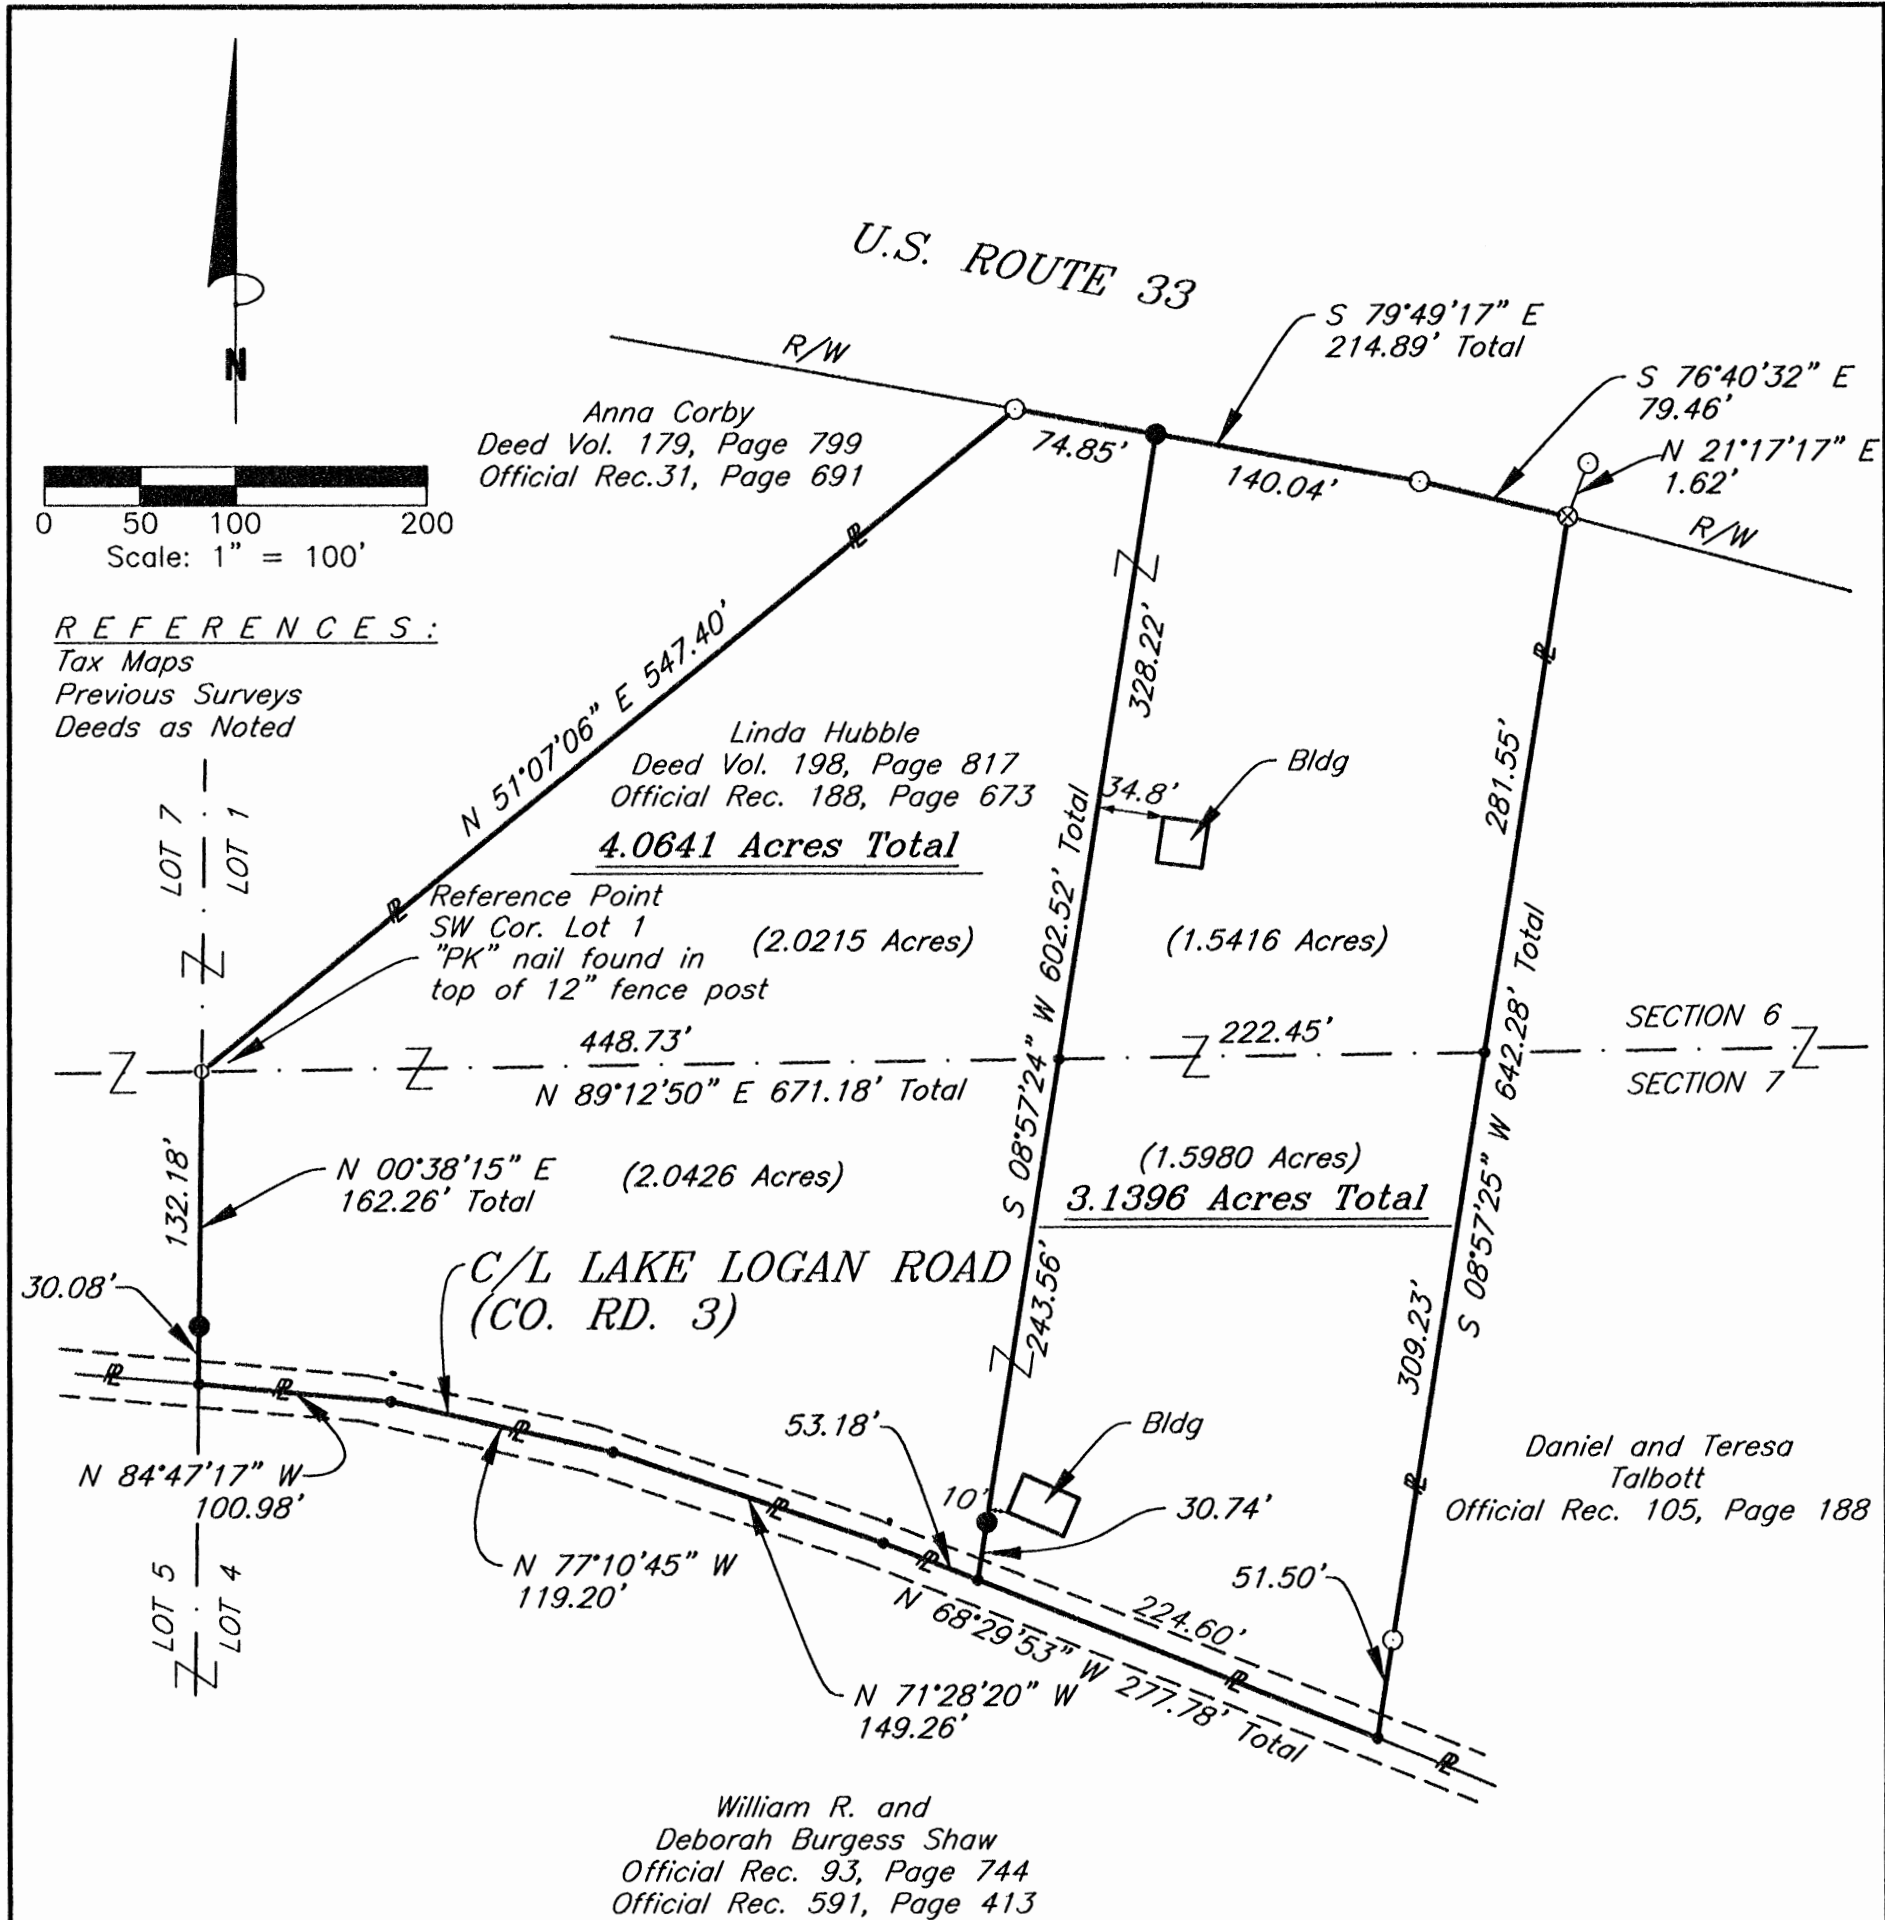 U.S. ROUTE 33
R/W
S 79°49'17" E
214.89' Total
S 76°40'32" E
79.46'
N 21°17'17" E
1.62'
R/W
N
Anna Corby
Deed Vol. 179, Page 799
Official Rec.31, Page 691
74.85'
140.04'
0 50 100 200
Scale: 1" = 100'
REFERENCES:
Tax Maps
Previous Surveys
Deeds as Noted
N 51°07'06" E 547.40'
328.22'
Linda Hubble
Deed Vol. 198, Page 817
Official Rec. 188, Page 673
4.0641 Acres Total
34.8'
Bldg
281.55'
LOT 7
LOT 1
Reference Point
SW Cor. Lot 1
"PK" nail found in
top of 12" fence post
(2.0215 Acres)
S 08°57'24" W 602.52' Total
(1.5416 Acres)
S 08°57'25" W 642.28' Total
448.73'
222.45'
SECTION 6
N 89°12'50" E 671.18' Total
SECTION 7
132.18'
N 00°38'15" E
162.26' Total
(2.0426 Acres)
(1.5980 Acres)
3.1396 Acres Total
30.08'
C/L LAKE LOGAN ROAD
(CO. RD. 3)
243.56'
309.23'
53.18'
Bldg
10'
30.74'
Daniel and Teresa
Talbott
Official Rec. 105, Page 188
N 84°47'17" W
100.98'
N 77°10'45" W
119.20'
51.50'
LOT 5
LOT 4
224.60'
N 68°29'53" W 277.78' Total
N 71°28'20" W
149.26'
William R. and
Deborah Burgess Shaw
Official Rec. 93, Page 744
Official Rec. 591, Page 413